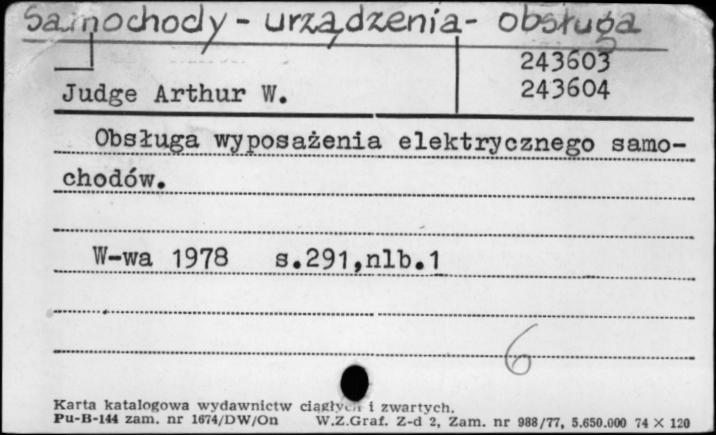 Samochody - urządzenia - obsługa
243603
Judge Arthur W. 243604
Obsługa wyposażenia elektrycznego samo-
chodów.
W-wa 1978 s.291,nlb.1
6
Karta katalogowa wydawnictw ciągłych i zwartych.
Pu-B-144 zam. nr 1674/DW/On W.Z.Graf. Z-d 2, Zam. nr 988/77, 5.650.000 74 × 120